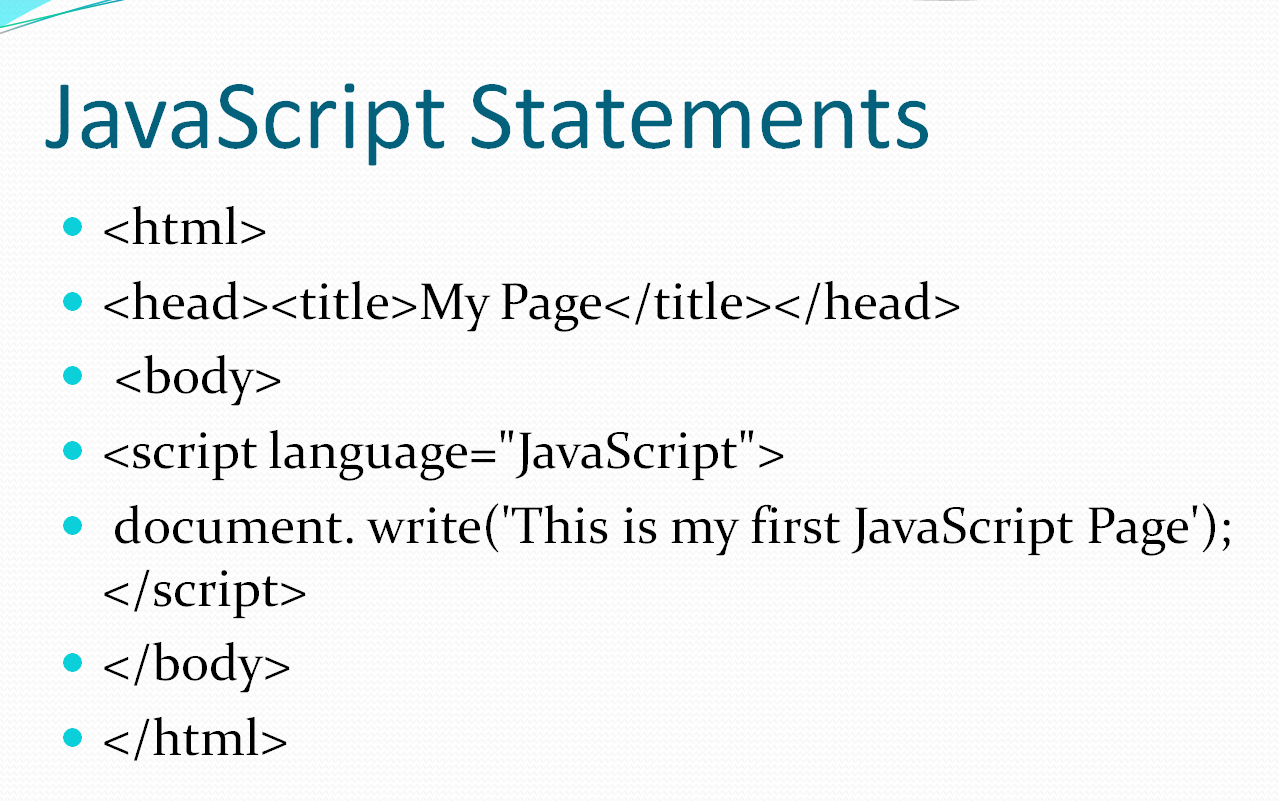 JavaScript Statements
<html>
<head><title>My Page</title></head>
<body>
<script language="JavaScript">
document. write('This is my first JavaScript Page');
</script>
</body>
</html>